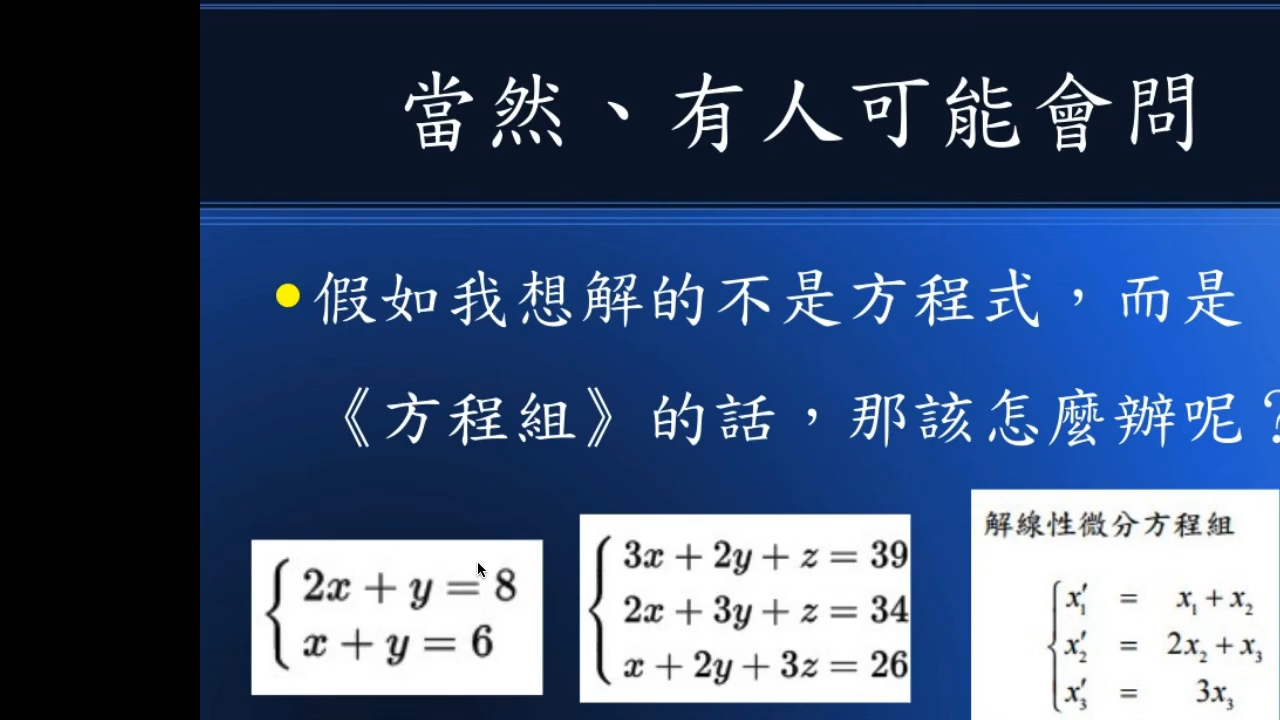 當然、有人可能會問
假如我想解的不是方程式，而是
《方程組》的話，那該怎麼辦呢？
2x + y = 8
x + y = 6
3x + 2y + z = 39
2x + 3y + z = 34
x + 2y + 3z = 26
解線性微分方程組
x₁′ = x₁ + x₂
x₂′ = 2x₂ + x₃
x₃′ = 3x₃